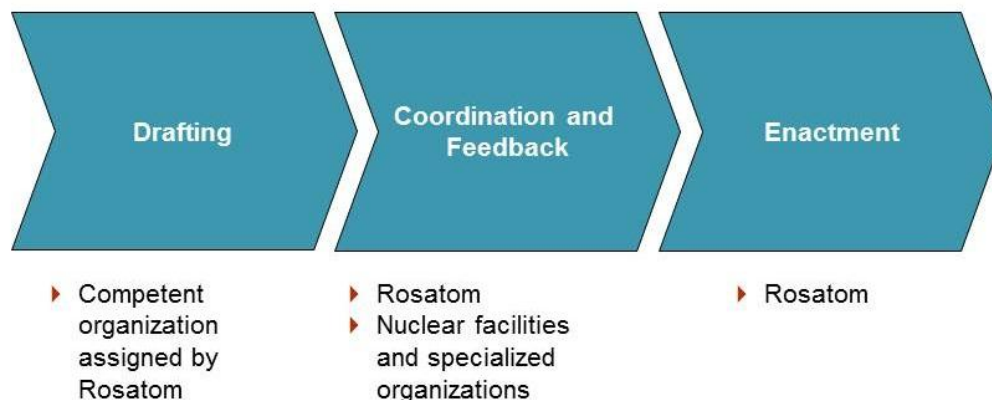 Drafting
Coordination and
Feedback
Enactment
Competent
organization
assigned by
Rosatom
Rosatom
Nuclear facilities
and specialized
organizations
Rosatom